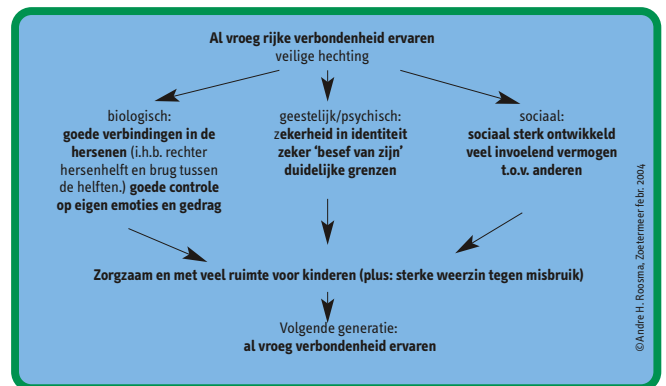 Al vroeg rijke verbondenheid ervaren
veilige hechting
biologisch:
goede verbindingen in de
hersenen (i.h.b. rechter
hersenhelft en brug tussen
de helften.) goede controle
op eigen emoties en gedrag
geestelijk/psychisch:
zekerheid in identiteit
zeker ‘besef van zijn’
duidelijke grenzen
sociaal:
sociaal sterk ontwikkeld
veel invoelend vermogen
t.o.v. anderen
Zorgzaam en met veel ruimte voor kinderen (plus: sterke weerzin tegen misbruik)
Volgende generatie:
al vroeg verbondenheid ervaren
©Andre H. Roosma, Zoetermeer febr. 2004